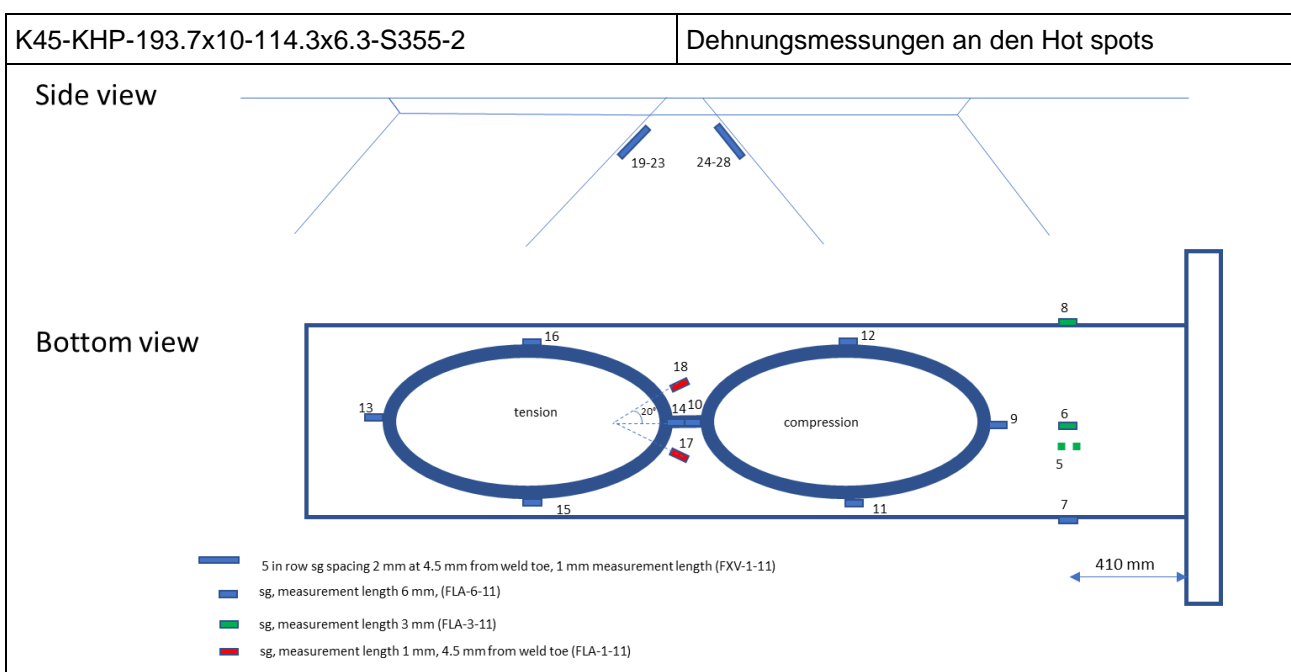 K45-KHP-193.7x10-114.3x6.3-S355-2
Dehnungsmessungen an den Hot spots
Side view
19-23
24-28
Bottom view
8
16
12
18
13
tension
20°
14
10
compression
9
6
17
5
15
11
7
410 mm
5 in row sg spacing 2 mm at 4.5 mm from weld toe, 1 mm measurement length (FXV-1-11)
sg, measurement length 6 mm, (FLA-6-11)
sg, measurement length 3 mm (FLA-3-11)
sg, measurement length 1 mm, 4.5 mm from weld toe (FLA-1-11)